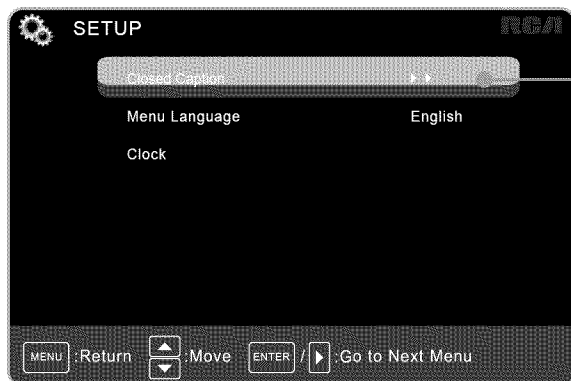 SETUP RCA
Closed Caption
Menu Language English
Clock
MENU :Return :Move ENTER / :Go to Next Menu